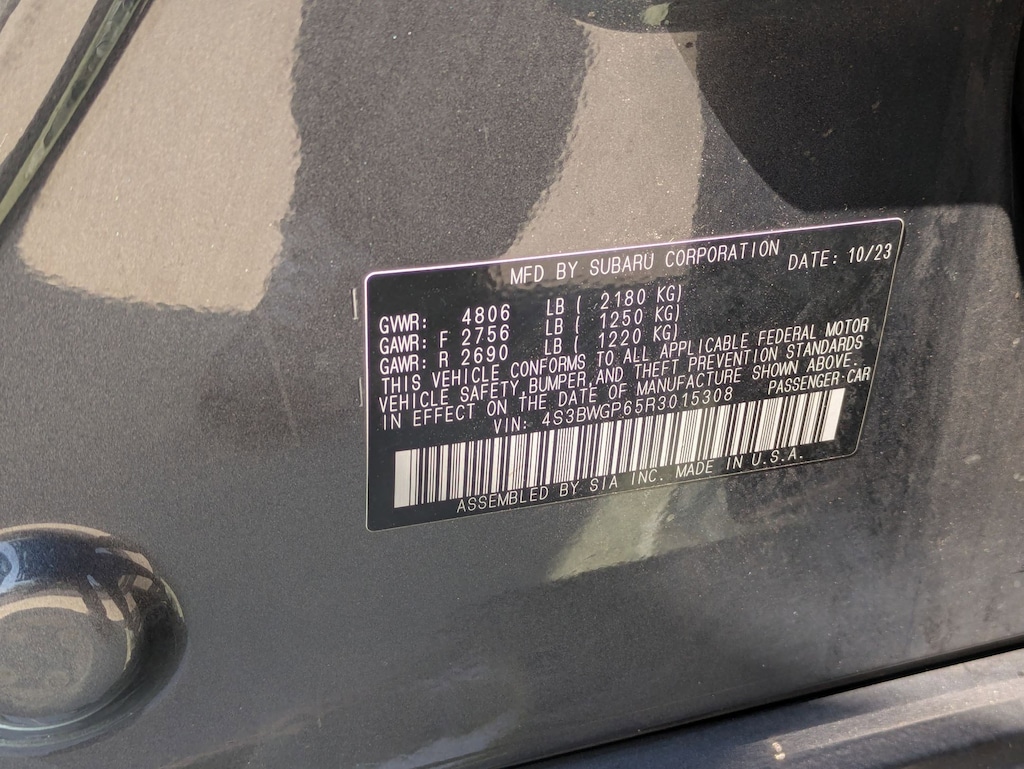 MFD BY SUBARU CORPORATION DATE: 10/23
GVWR: 4806 LB ( 2180 KG)
GAWR: F 2756 LB ( 1250 KG)
GAWR: R 2690 LB ( 1220 KG)
THIS VEHICLE CONFORMS TO ALL APPLICABLE FEDERAL MOTOR
VEHICLE SAFETY, BUMPER, AND THEFT PREVENTION STANDARDS
IN EFFECT ON THE DATE OF MANUFACTURE SHOWN ABOVE.
VIN: 4S3BWGP65R3015308 PASSENGER·CAR
ASSEMBLED BY SIA INC. MADE IN U.S.A.